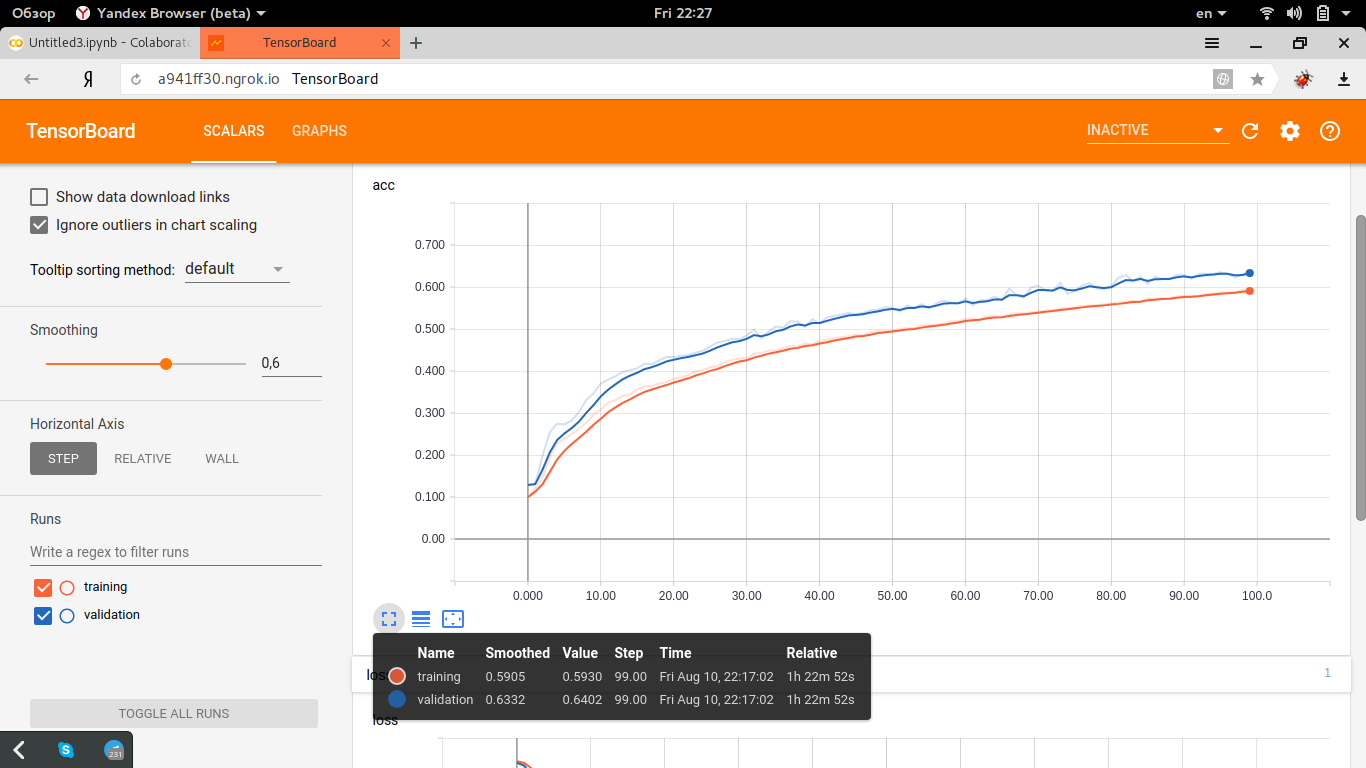 Обзор Yandex Browser (beta) Fri 22:27 en
Untitled3.ipynb - Colaborato TensorBoard
Я a941ff30.ngrok.io TensorBoard
TensorBoard SCALARS GRAPHS INACTIVE
Show data download links
Ignore outliers in chart scaling
Tooltip sorting method: default
Smoothing
0,6
Horizontal Axis
STEP RELATIVE WALL
Runs
Write a regex to filter runs
training
validation
TOGGLE ALL RUNS
231
acc
0.700
0.600
0.500
0.400
0.300
0.200
0.100
0.00
0.000 10.00 20.00 30.00 40.00 50.00 60.00 70.00 80.00 90.00 100.0
Name Smoothed Value Step Time Relative
training 0.5905 0.5930 99.00 Fri Aug 10, 22:17:02 1h 22m 52s
validation 0.6332 0.6402 99.00 Fri Aug 10, 22:17:02 1h 22m 52s
1
loss